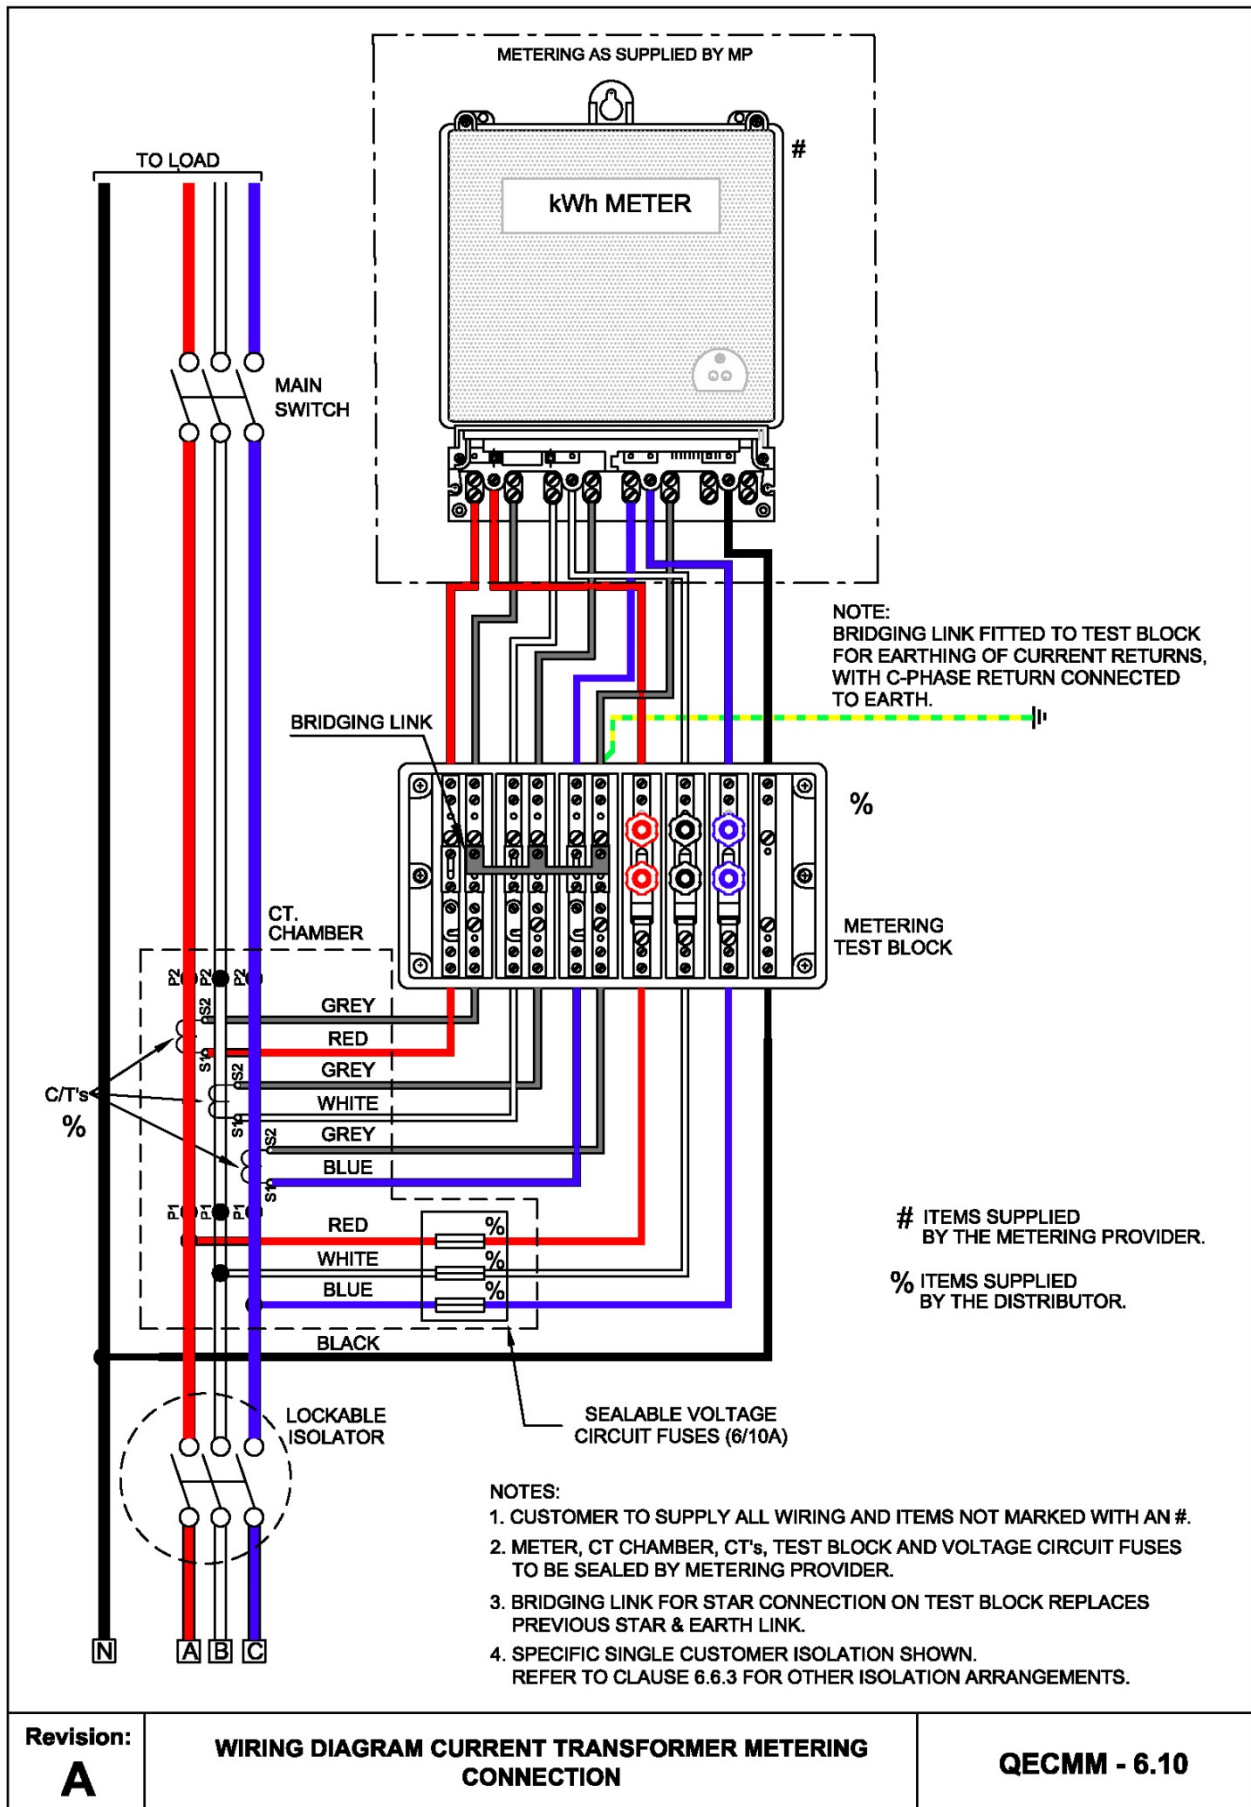 METERING AS SUPPLIED BY MP
#
TO LOAD
kWh METER
MAIN
SWITCH
NOTE:
BRIDGING LINK FITTED TO TEST BLOCK
FOR EARTHING OF CURRENT RETURNS,
WITH C-PHASE RETURN CONNECTED
TO EARTH.
BRIDGING LINK
%
METERING
TEST BLOCK
CT.
CHAMBER
P2
P2
P2
S2
GREY
S1
RED
S2
GREY
C/T's
%
S1
WHITE
S2
GREY
S1
BLUE
P1
P1
P1
RED
%
WHITE
%
BLUE
%
BLACK
# ITEMS SUPPLIED
BY THE METERING PROVIDER.
% ITEMS SUPPLIED
BY THE DISTRIBUTOR.
LOCKABLE
ISOLATOR
SEALABLE VOLTAGE
CIRCUIT FUSES (6/10A)
N
A
B
C
NOTES:
1. CUSTOMER TO SUPPLY ALL WIRING AND ITEMS NOT MARKED WITH AN #.
2. METER, CT CHAMBER, CT's, TEST BLOCK AND VOLTAGE CIRCUIT FUSES
TO BE SEALED BY METERING PROVIDER.
3. BRIDGING LINK FOR STAR CONNECTION ON TEST BLOCK REPLACES
PREVIOUS STAR & EARTH LINK.
4. SPECIFIC SINGLE CUSTOMER ISOLATION SHOWN.
REFER TO CLAUSE 6.6.3 FOR OTHER ISOLATION ARRANGEMENTS.
Revision:
A
WIRING DIAGRAM CURRENT TRANSFORMER METERING
CONNECTION
QECMM - 6.10